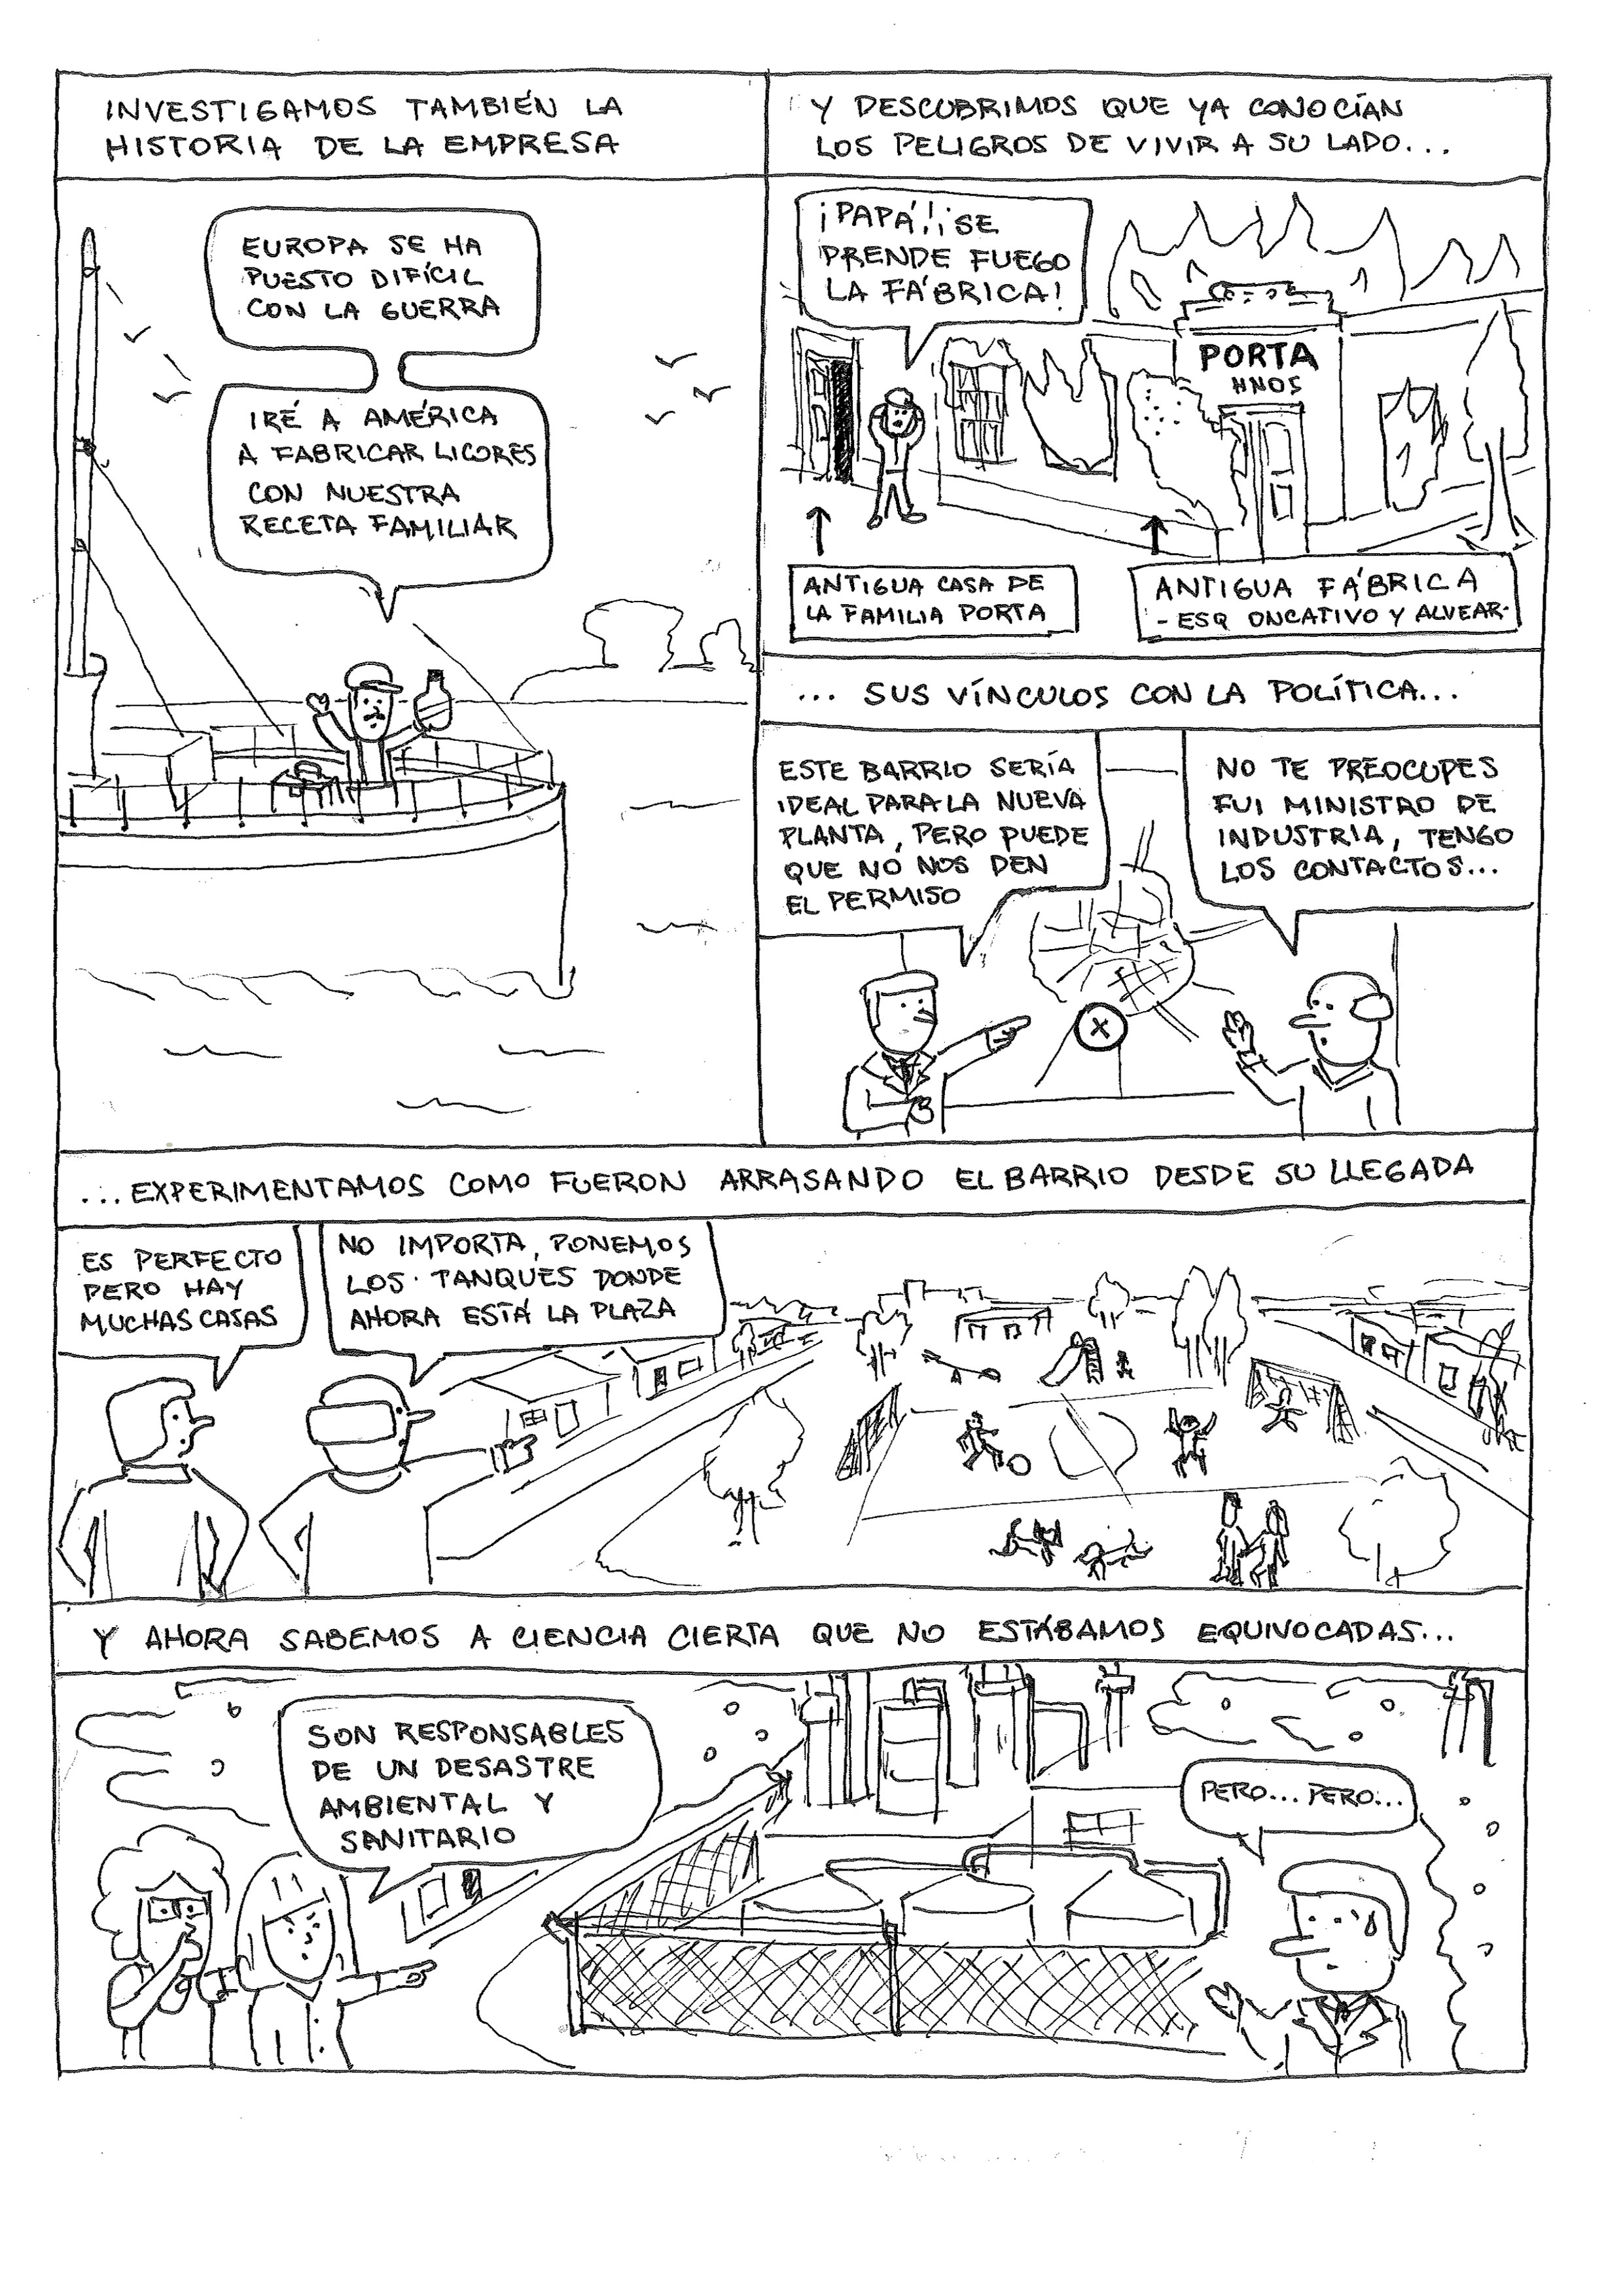 INVESTIGAMOS TAMBIÉN LA
HISTORIA DE LA EMPRESA
EUROPA SE HA
PUESTO DIFÍCIL
CON LA GUERRA
IRÉ A AMÉRICA
A FABRICAR LICORES
CON NUESTRA
RECETA FAMILIAR
Y DESCUBRIMOS QUE YA CONOCÍAN
LOS PELIGROS DE VIVIR A SU LADO...
¡PAPÁ!¡SE
PRENDE FUEGO
LA FÁBRICA!
PORTA
HNOS
ANTIGUA CASA DE
LA FAMILIA PORTA
ANTIGUA FÁBRICA
- ESQ ONCATIVO Y ALVEAR-
... SUS VÍNCULOS CON LA POLÍTICA...
ESTE BARRIO SERÍA
IDEAL PARA LA NUEVA
PLANTA, PERO PUEDE
QUE NO NOS DEN
EL PERMISO
NO TE PREOCUPES
FUI MINISTRO DE
INDUSTRIA, TENGO
LOS CONTACTOS...
...EXPERIMENTAMOS COMO FUERON ARRASANDO EL BARRIO DESDE SU LLEGADA
ES PERFECTO
PERO HAY
MUCHAS CASAS
NO IMPORTA, PONEMOS
LOS TANQUES DONDE
AHORA ESTÁ LA PLAZA
Y AHORA SABEMOS A CIENCIA CIERTA QUE NO ESTÁBAMOS EQUIVOCADAS...
SON RESPONSABLES
DE UN DESASTRE
AMBIENTAL Y
SANITARIO
PERO... PERO...